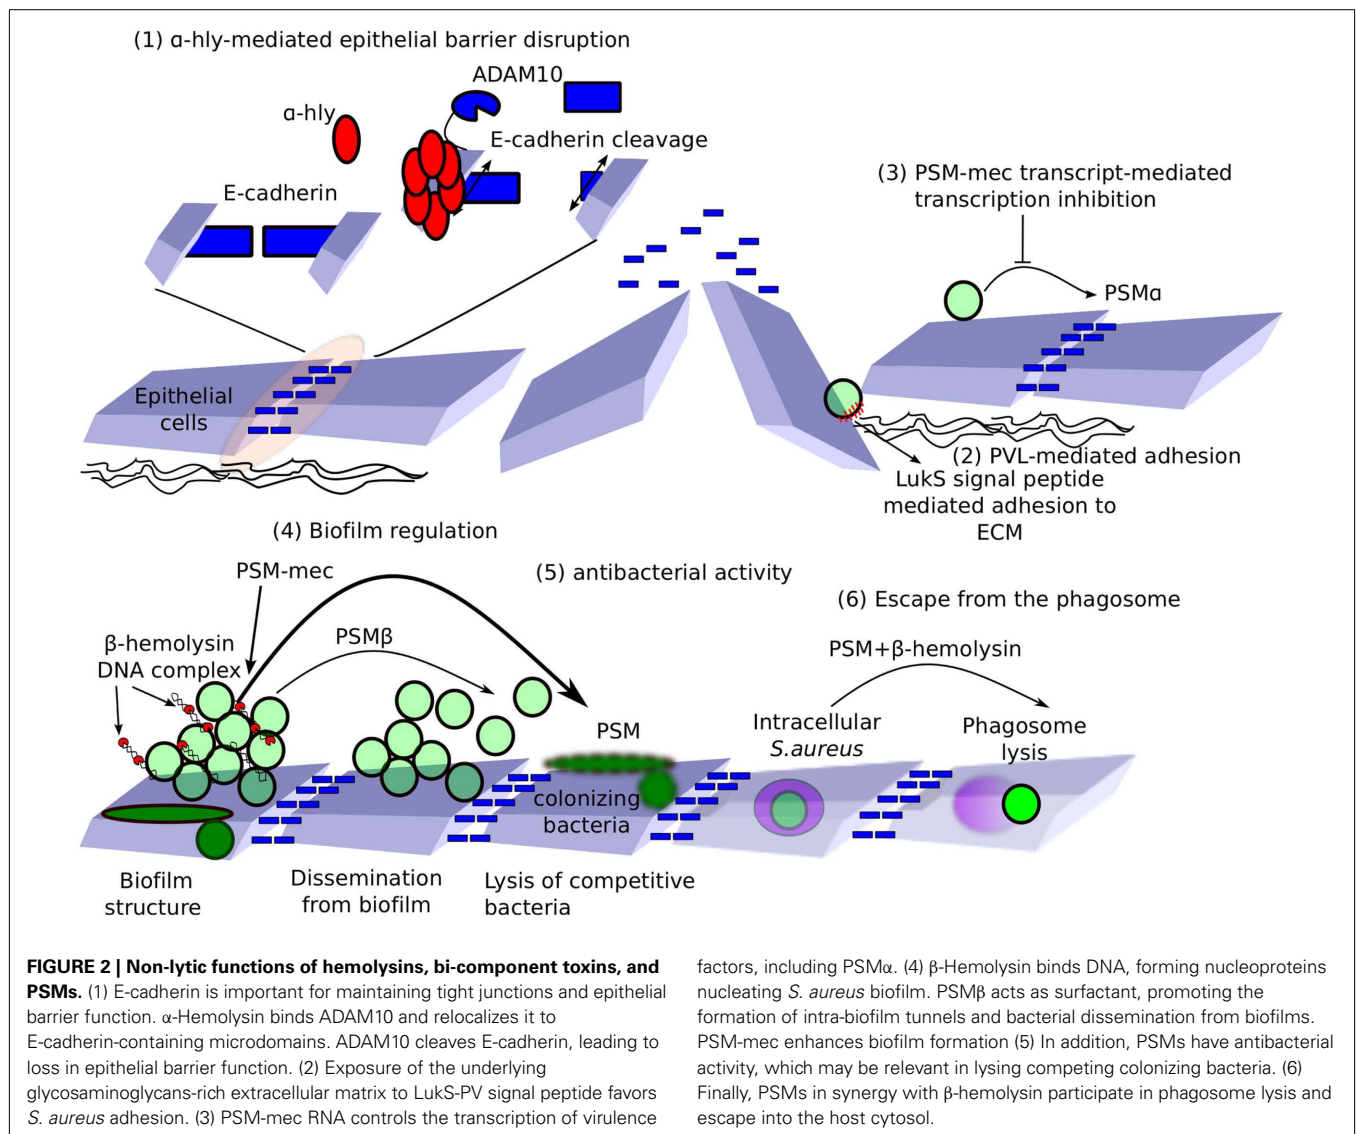 (1) α-hly-mediated epithelial barrier disruption
ADAM10
α-hly
E-cadherin cleavage
E-cadherin
(3) PSM-mec transcript-mediated
transcription inhibition
PSMα
Epithelial
cells
(2) PVL-mediated adhesion
LukS signal peptide
mediated adhesion to
ECM
(4) Biofilm regulation
PSM-mec
(5) antibacterial activity
(6) Escape from the phagosome
β-hemolysin
DNA complex
PSMβ
PSM+β-hemolysin
PSM
Intracellular
S.aureus
Phagosome
lysis
colonizing
bacteria
Biofilm
structure
Dissemination
from biofilm
Lysis of competitive
bacteria
FIGURE 2 | Non-lytic functions of hemolysins, bi-component toxins, and
PSMs. (1) E-cadherin is important for maintaining tight junctions and epithelial
barrier function. α-Hemolysin binds ADAM10 and relocalizes it to
E-cadherin-containing microdomains. ADAM10 cleaves E-cadherin, leading to
loss in epithelial barrier function. (2) Exposure of the underlying
glycosaminoglycans-rich extracellular matrix to LukS-PV signal peptide favors
S. aureus adhesion. (3) PSM-mec RNA controls the transcription of virulence
factors, including PSMα. (4) β-Hemolysin binds DNA, forming nucleoproteins
nucleating S. aureus biofilm. PSMβ acts as surfactant, promoting the
formation of intra-biofilm tunnels and bacterial dissemination from biofilms.
PSM-mec enhances biofilm formation (5) In addition, PSMs have antibacterial
activity, which may be relevant in lysing competing colonizing bacteria. (6)
Finally, PSMs in synergy with β-hemolysin participate in phagosome lysis and
escape into the host cytosol.